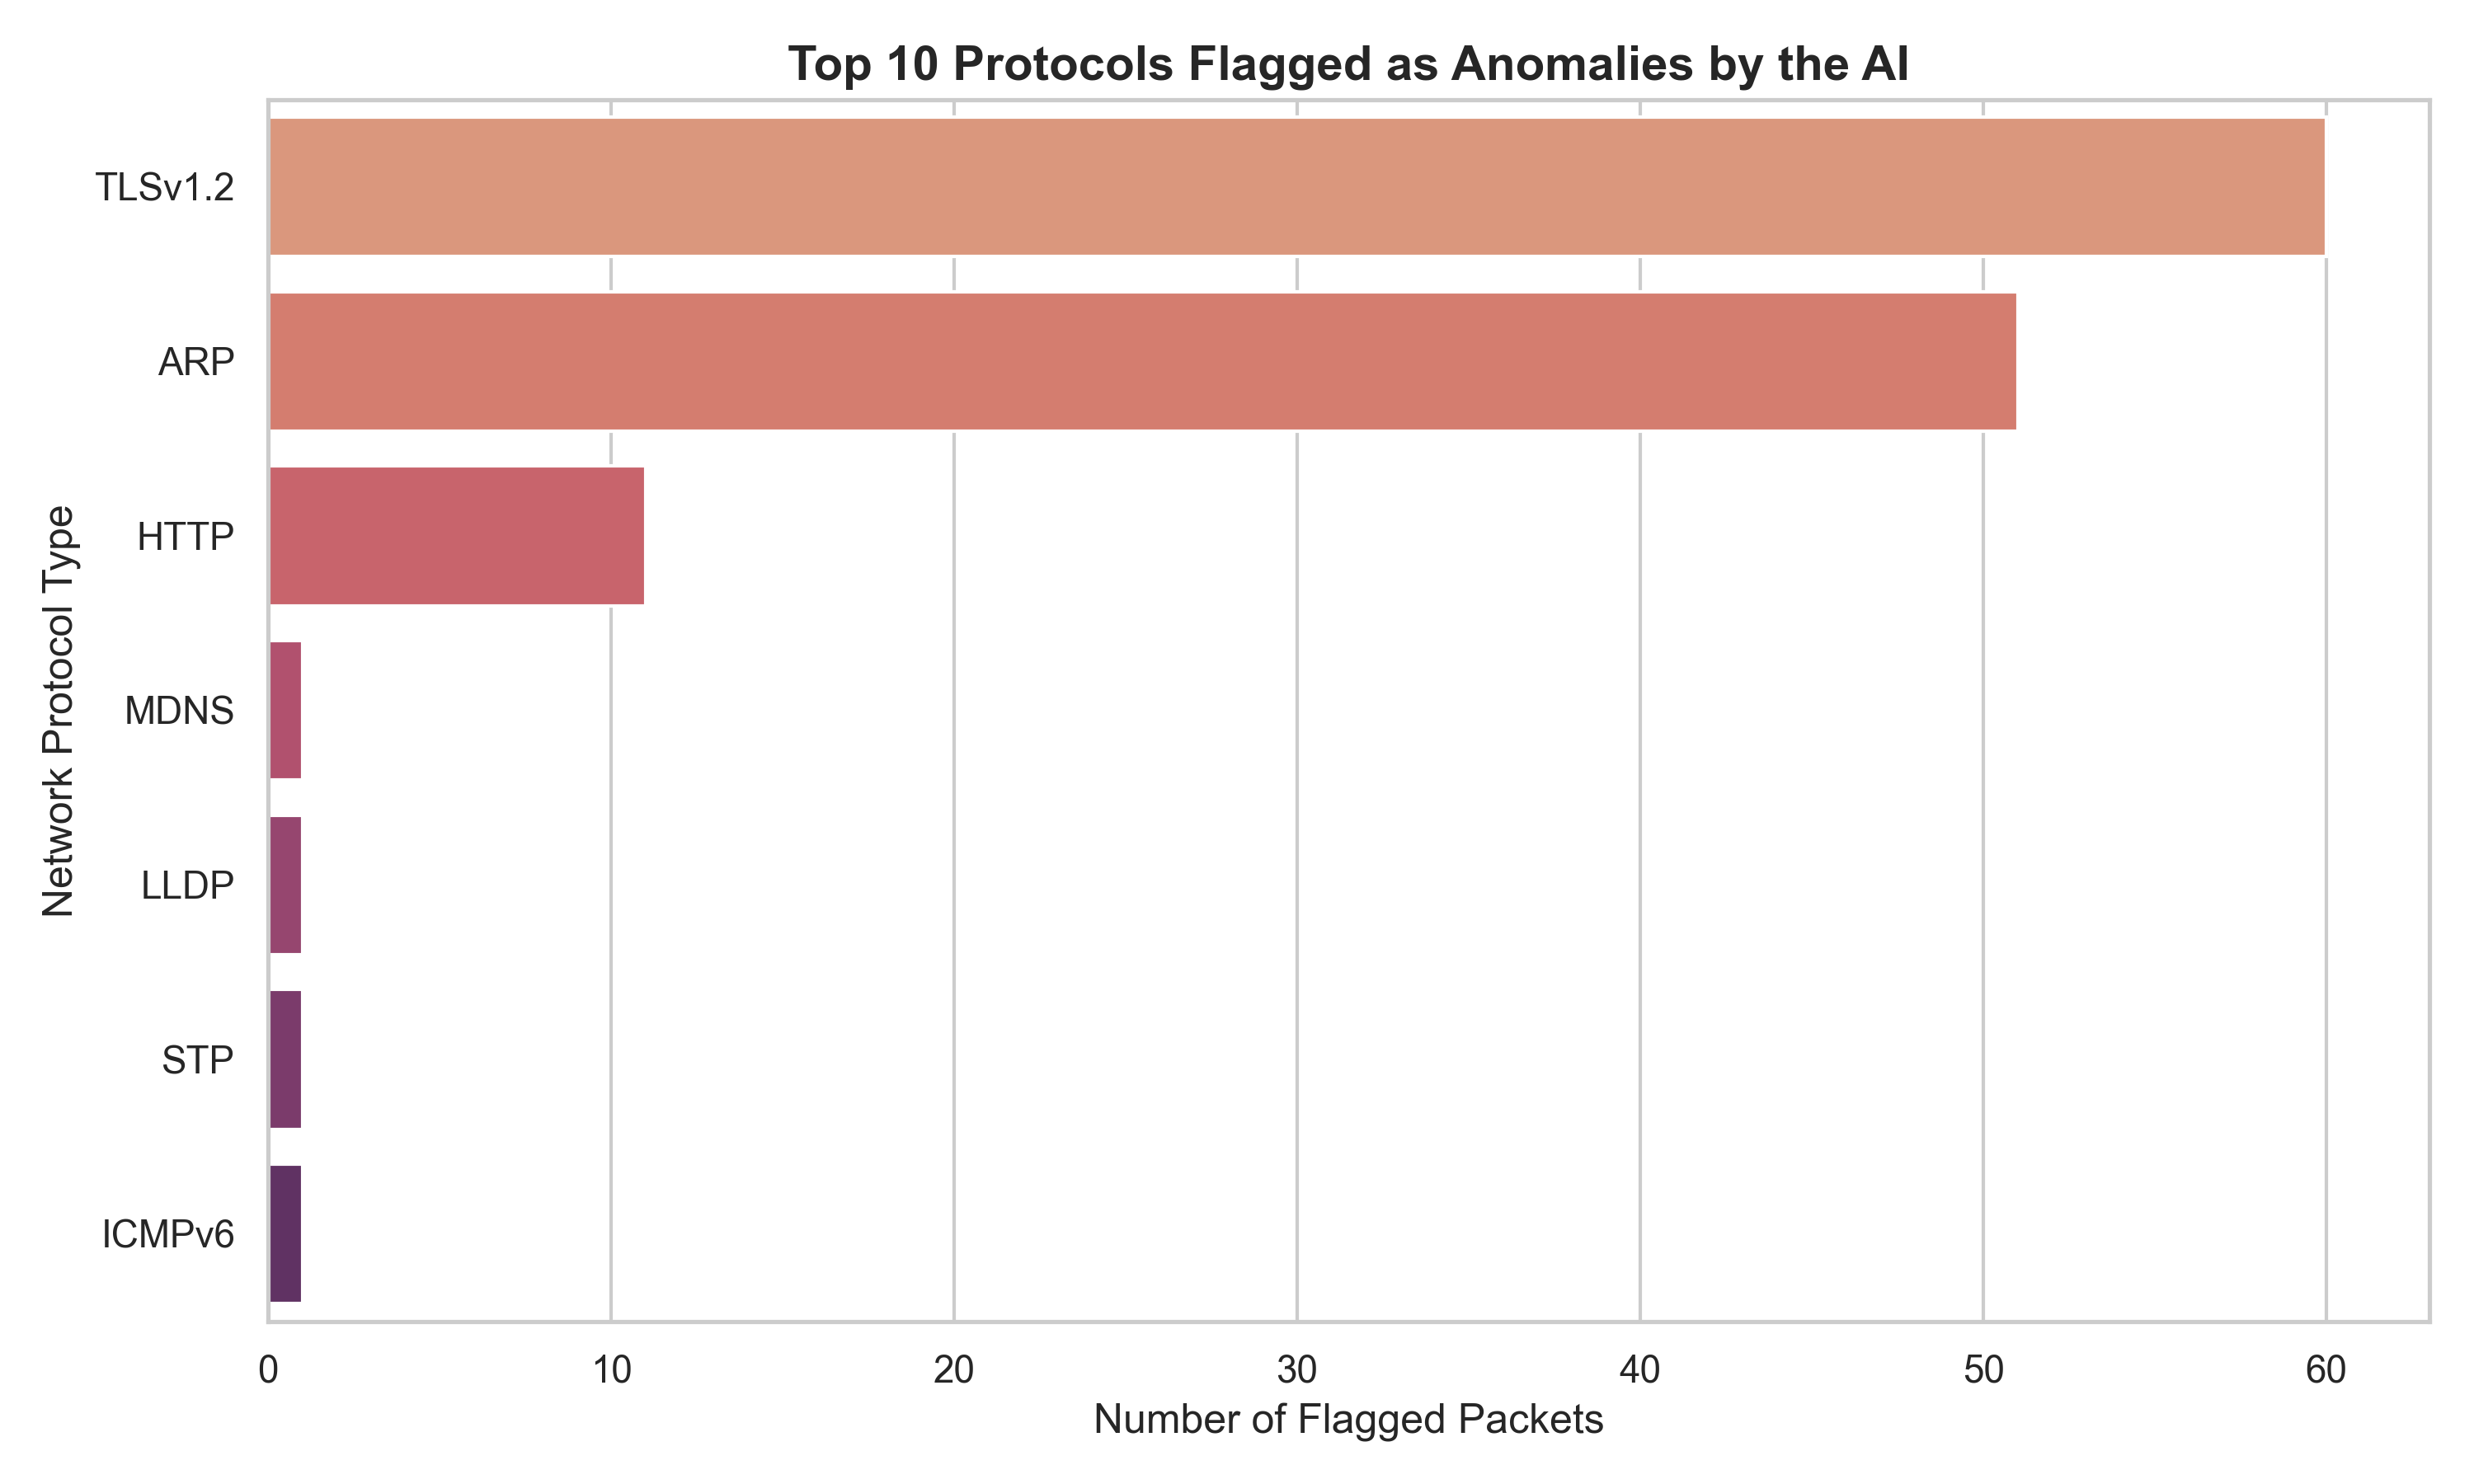 Top 10 Protocols Flagged as Anomalies by the AI
Network Protocol Type
TLSv1.2
ARP
HTTP
MDNS
LLDP
STP
ICMPv6
0 10 20 30 40 50 60
Number of Flagged Packets